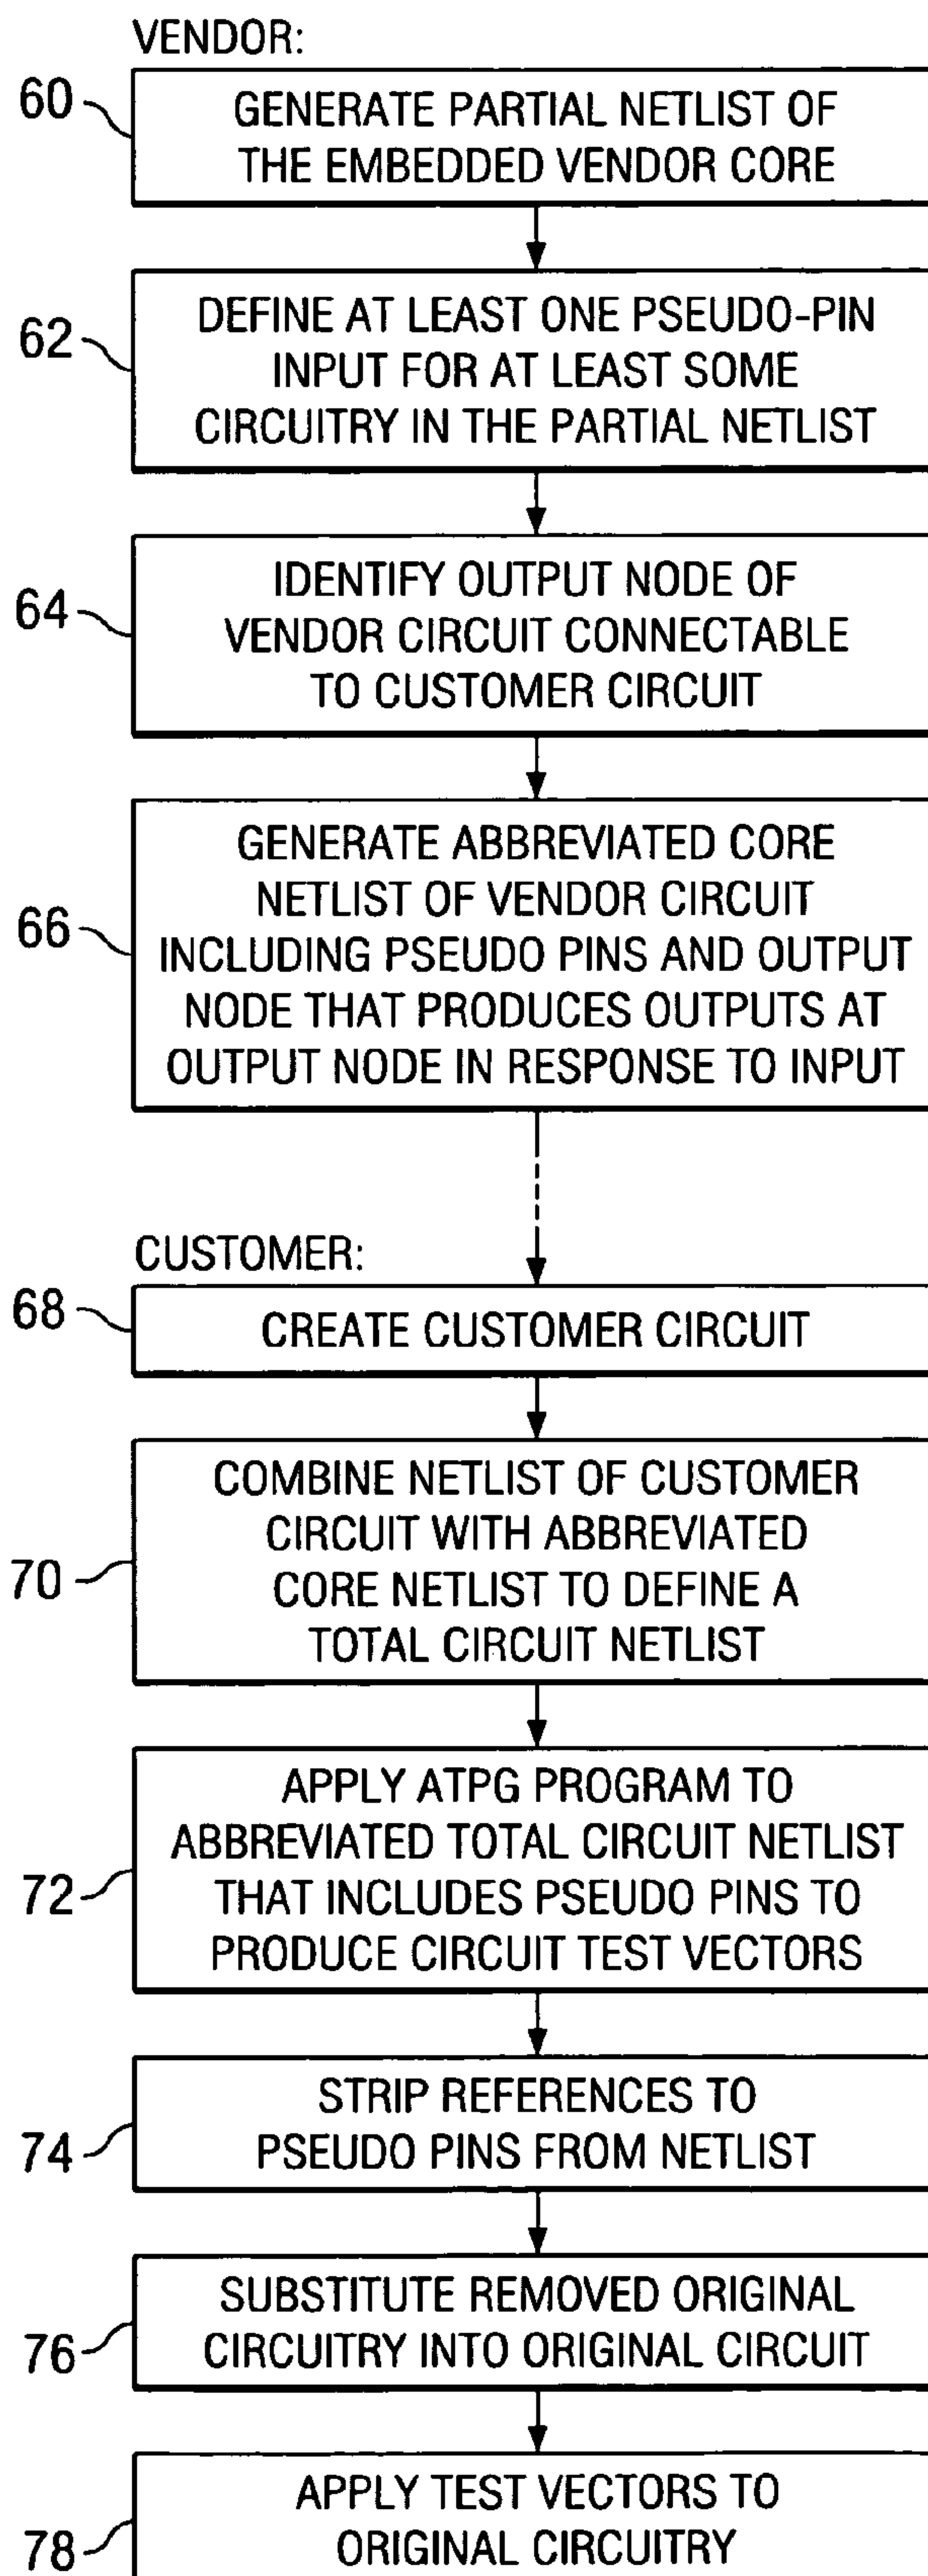 VENDOR:
60
GENERATE PARTIAL NETLIST OF
THE EMBEDDED VENDOR CORE
62
DEFINE AT LEAST ONE PSEUDO-PIN
INPUT FOR AT LEAST SOME
CIRCUITRY IN THE PARTIAL NETLIST
64
IDENTIFY OUTPUT NODE OF
VENDOR CIRCUIT CONNECTABLE
TO CUSTOMER CIRCUIT
66
GENERATE ABBREVIATED CORE
NETLIST OF VENDOR CIRCUIT
INCLUDING PSEUDO PINS AND OUTPUT
NODE THAT PRODUCES OUTPUTS AT
OUTPUT NODE IN RESPONSE TO INPUT
CUSTOMER:
68
CREATE CUSTOMER CIRCUIT
70
COMBINE NETLIST OF CUSTOMER
CIRCUIT WITH ABBREVIATED
CORE NETLIST TO DEFINE A
TOTAL CIRCUIT NETLIST
72
APPLY ATPG PROGRAM TO
ABBREVIATED TOTAL CIRCUIT NETLIST
THAT INCLUDES PSEUDO PINS TO
PRODUCE CIRCUIT TEST VECTORS
74
STRIP REFERENCES TO
PSEUDO PINS FROM NETLIST
76
SUBSTITUTE REMOVED ORIGINAL
CIRCUITRY INTO ORIGINAL CIRCUIT
78
APPLY TEST VECTORS TO
ORIGINAL CIRCUITRY